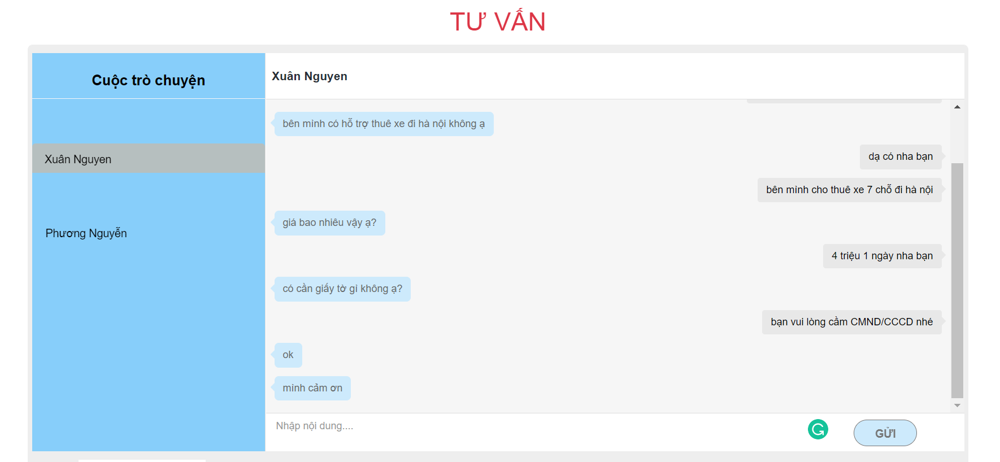 TƯ VẤN
Cuộc trò chuyện
Xuân Nguyen
Xuân Nguyen
Phương Nguyễn
bên mình có hỗ trợ thuê xe đi hà nội không ạ
dạ có nha bạn
bên mình cho thuê xe 7 chỗ đi hà nội
giá bao nhiêu vậy ạ?
4 triệu 1 ngày nha bạn
có cần giấy tờ gì không ạ?
bạn vui lòng cầm CMND/CCCD nhé
ok
mình cảm ơn
Nhập nội dung....
GỬI